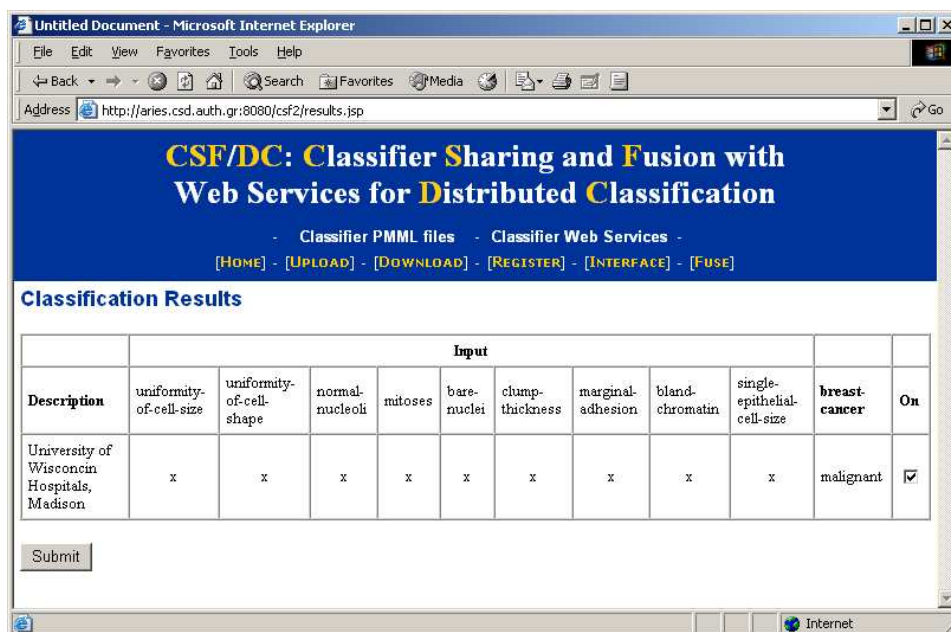 Untitled Document - Microsoft Internet Explorer
File Edit View Favorites Tools Help
Back Search Favorites Media
Address http://aries.csd.auth.gr:8080/csf2/results.jsp Go
CSF/DC: Classifier Sharing and Fusion with
Web Services for Distributed Classification
- Classifier PMML files - Classifier Web Services -
[HOME] - [UPLOAD] - [DOWNLOAD] - [REGISTER] - [INTERFACE] - [FUSE]
Classification Results
Input
Description
uniformity-
of-cell-size
uniformity-
of-cell-
shape
normal-
nucleoli
mitoses
bare-
nuclei
clump-
thickness
marginal-
adhesion
bland-
chromatin
single-
epithelial-
cell-size
breast-
cancer
On
University of
Wisconcin
Hospitals,
Madison
x x x x x x x x x malignant
Submit
Internet